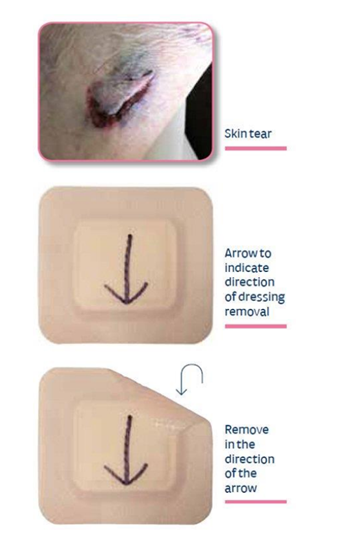 Skin tear
Arrow to
indicate
direction
of dressing
removal
Remove
in the
direction
of the
arrow